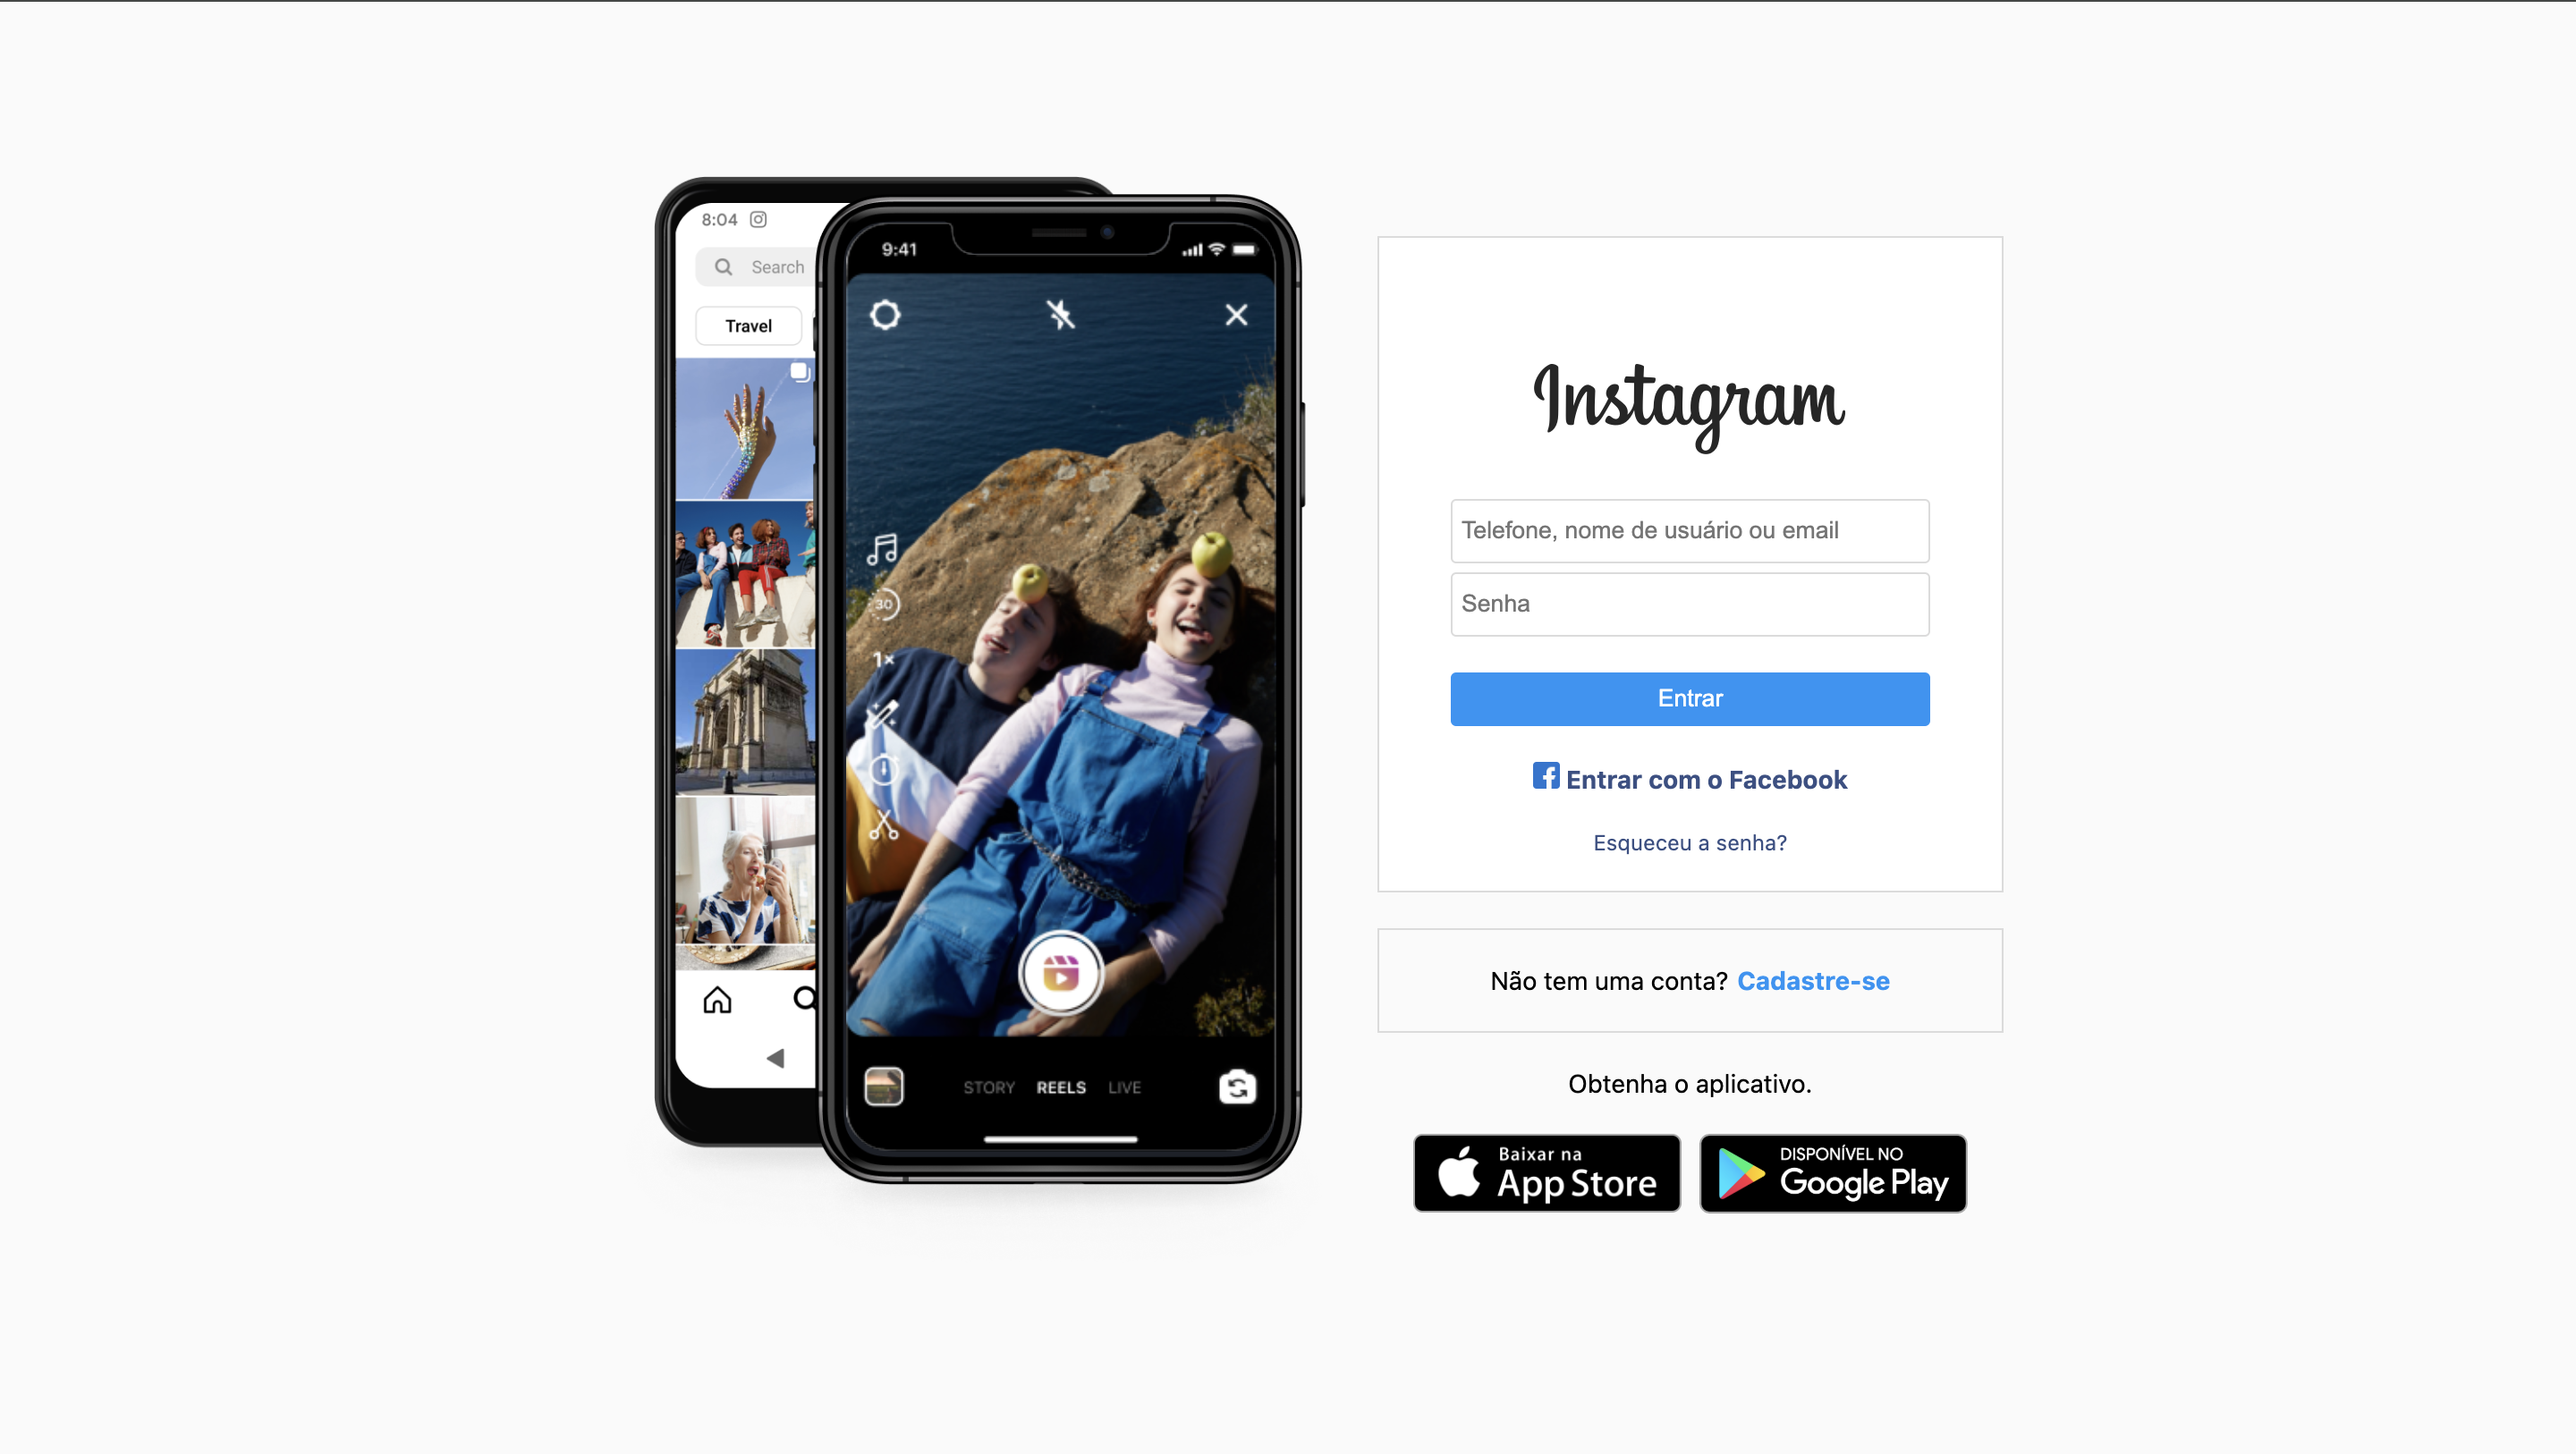 8:04
Search
Travel
9:41
30
1×
STORY REELS LIVE
Instagram
Telefone, nome de usuário ou email
Senha
Entrar
Entrar com o Facebook
Esqueceu a senha?
Não tem uma conta? Cadastre-se
Obtenha o aplicativo.
Baixar na
App Store
DISPONÍVEL NO
Google Play